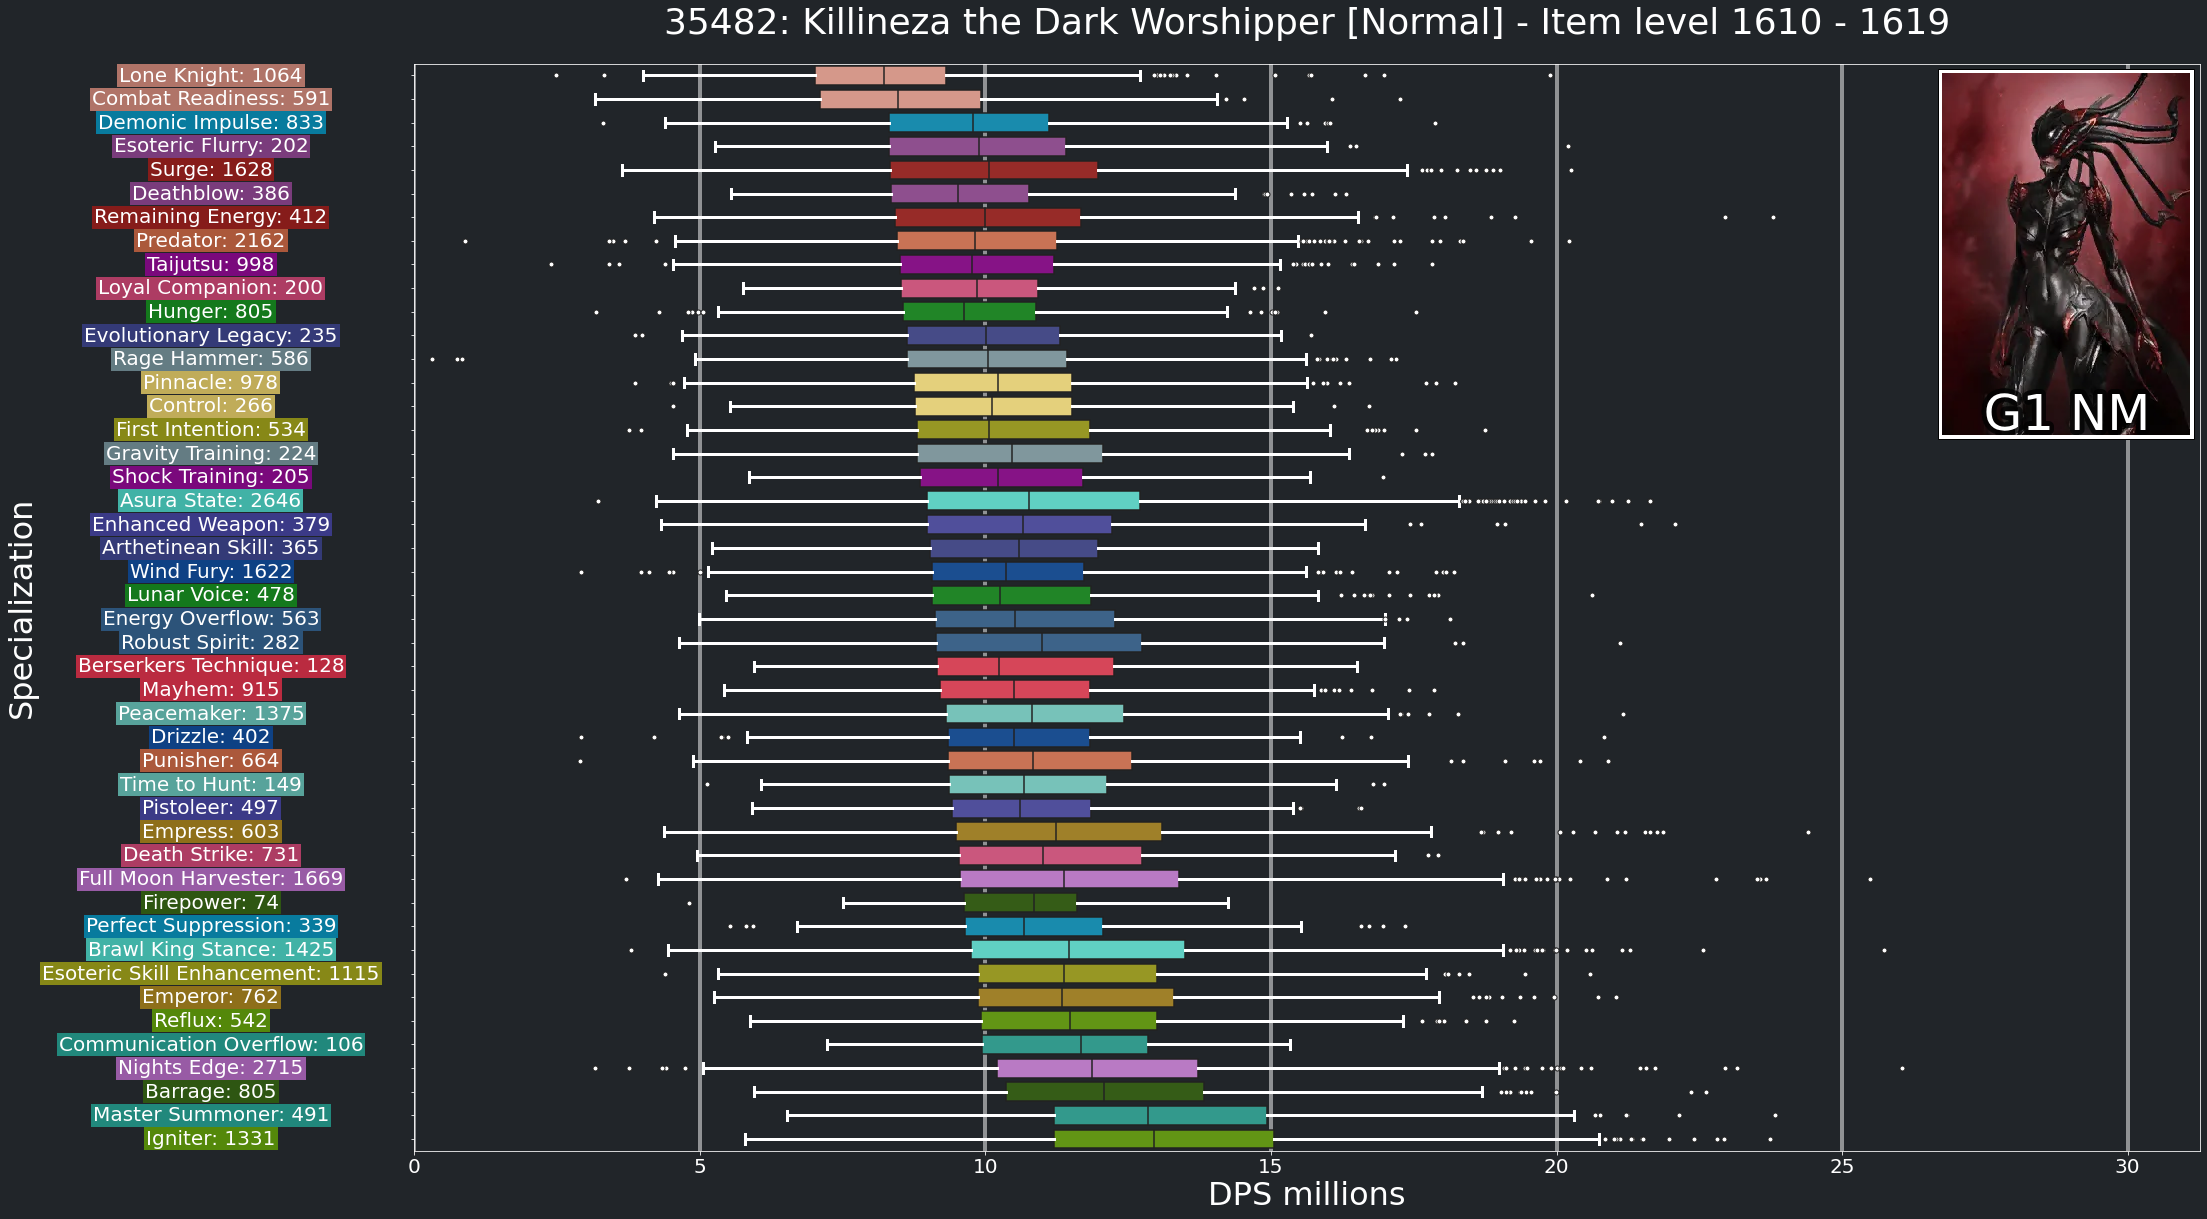 35482: Killineza the Dark Worshipper [Normal] - Item level 1610 - 1619
Specialization
Lone Knight: 1064
Combat Readiness: 591
Demonic Impulse: 833
Esoteric Flurry: 202
Surge: 1628
Deathblow: 386
Remaining Energy: 412
Predator: 2162
Taijutsu: 998
Loyal Companion: 200
Hunger: 805
Evolutionary Legacy: 235
Rage Hammer: 586
Pinnacle: 978
Control: 266
First Intention: 534
Gravity Training: 224
Shock Training: 205
Asura State: 2646
Enhanced Weapon: 379
Arthetinean Skill: 365
Wind Fury: 1622
Lunar Voice: 478
Energy Overflow: 563
Robust Spirit: 282
Berserkers Technique: 128
Mayhem: 915
Peacemaker: 1375
Drizzle: 402
Punisher: 664
Time to Hunt: 149
Pistoleer: 497
Empress: 603
Death Strike: 731
Full Moon Harvester: 1669
Firepower: 74
Perfect Suppression: 339
Brawl King Stance: 1425
Esoteric Skill Enhancement: 1115
Emperor: 762
Reflux: 542
Communication Overflow: 106
Nights Edge: 2715
Barrage: 805
Master Summoner: 491
Igniter: 1331
G1 NM
0 5 10 15 20 25 30
DPS millions